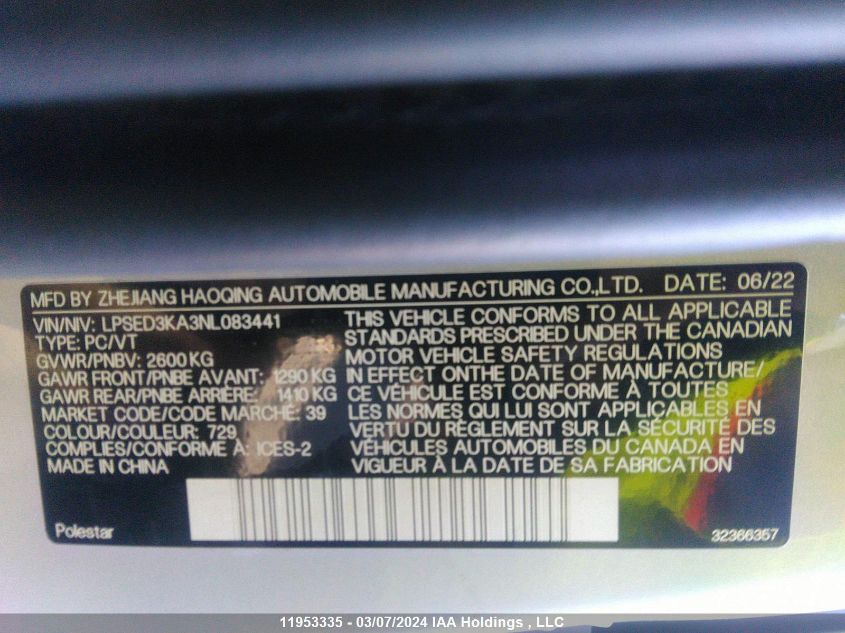 MFD BY ZHEJIANG HAOQING AUTOMOBILE MANUFACTURING CO.,LTD. DATE: 06/22
VIN/NIV: LPSED3KA3NL083441
TYPE: PC/VT
GVWR/PNBV: 2600 KG
GAWR FRONT/PNBE AVANT: 1290 KG
GAWR REAR/PNBE ARRIÈRE: 1410 KG
MARKET CODE/CODE MARCHÉ: 39
COLOUR/COULEUR: 729
COMPLIES/CONFORME À: ICES-2
MADE IN CHINA
THIS VEHICLE CONFORMS TO ALL APPLICABLE
STANDARDS PRESCRIBED UNDER THE CANADIAN
MOTOR VEHICLE SAFETY REGULATIONS
IN EFFECT ONTHE DATE OF MANUFACTURE/
CE VÉHICULE EST CONFORME À TOUTES
LES NORMES QUI LUI SONT APPLICABLES EN
VERTU DU RÈGLEMENT SUR LA SÉCURITÉ DES
VÉHICULES AUTOMOBILES DU CANADA EN
VIGUEUR À LA DATE DE SA FABRICATION
Polestar
32366357
11953335 - 03/07/2024 IAA Holdings , LLC